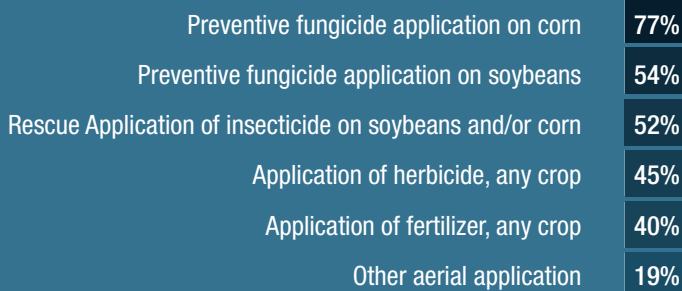 Preventive fungicide application on corn 77%
Preventive fungicide application on soybeans 54%
Rescue Application of insecticide on soybeans and/or corn 52%
Application of herbicide, any crop 45%
Application of fertilizer, any crop 40%
Other aerial application 19%